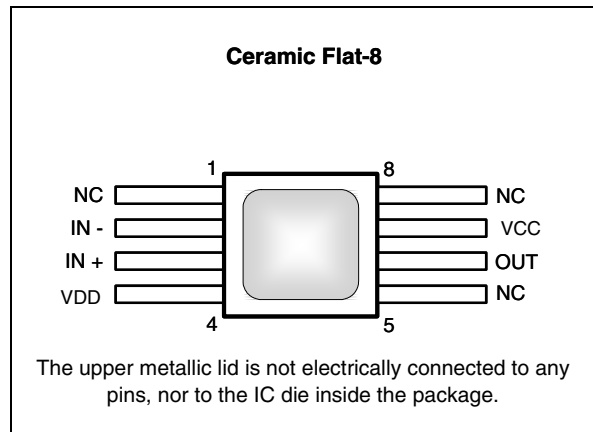 Ceramic Flat-8
1 8
NC NC
IN - VCC
IN + OUT
VDD NC
4 5
The upper metallic lid is not electrically connected to any
pins, nor to the IC die inside the package.